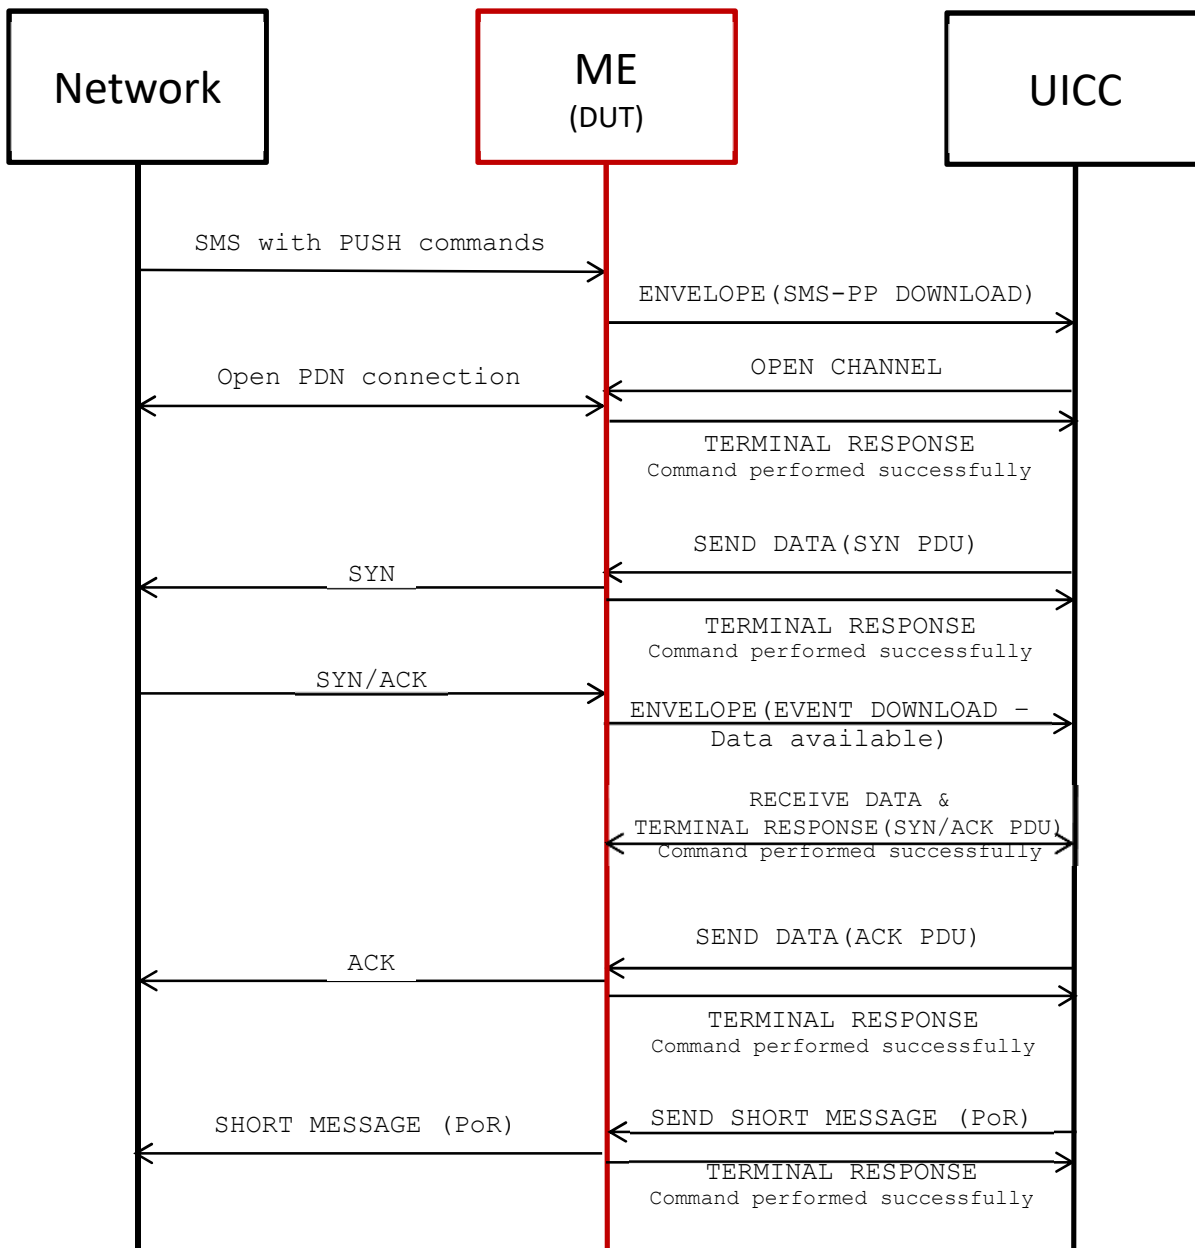 Network
ME
(DUT)
UICC
SMS with PUSH commands
ENVELOPE(SMS-PP DOWNLOAD)
OPEN CHANNEL
Open PDN connection
TERMINAL RESPONSE
Command performed successfully
SEND DATA(SYN PDU)
SYN
TERMINAL RESPONSE
Command performed successfully
SYN/ACK
ENVELOPE(EVENT DOWNLOAD –
Data available)
RECEIVE DATA &
TERMINAL RESPONSE(SYN/ACK PDU)
Command performed successfully
SEND DATA(ACK PDU)
ACK
TERMINAL RESPONSE
Command performed successfully
SEND SHORT MESSAGE (PoR)
SHORT MESSAGE (PoR)
TERMINAL RESPONSE
Command performed successfully